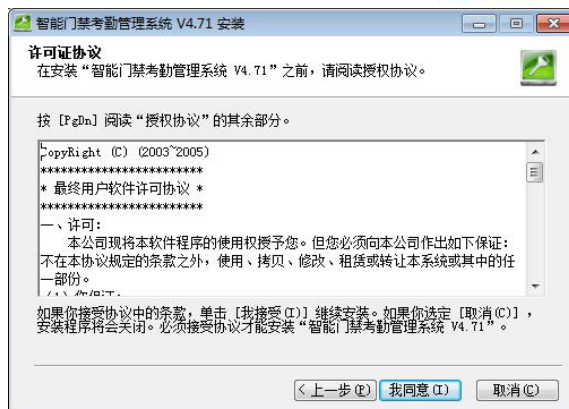 智能门禁考勤管理系统 V4.71 安装
许可证协议
在安装“智能门禁考勤管理系统 V4.71”之前，请阅读授权协议。
按 [PgDn] 阅读“授权协议”的其余部分。
CopyRight (C) (2003~2005)
************************
* 最终用户软件许可协议 *
************************
一、许可：
本公司现将本软件程序的使用权授予您。但您必须向本公司作出如下保证：
不在本协议规定的条款之外，使用、拷贝、修改、租赁或转让本系统或其中的任
一部份。
(1)你保证：
如果你接受协议中的条款，单击 [我接受(I)] 继续安装。如果你选定 [取消(C)] ，
安装程序将会关闭。必须接受协议才能安装“智能门禁考勤管理系统 V4.71”。
< 上一步(P) 我同意(I) 取消(C)